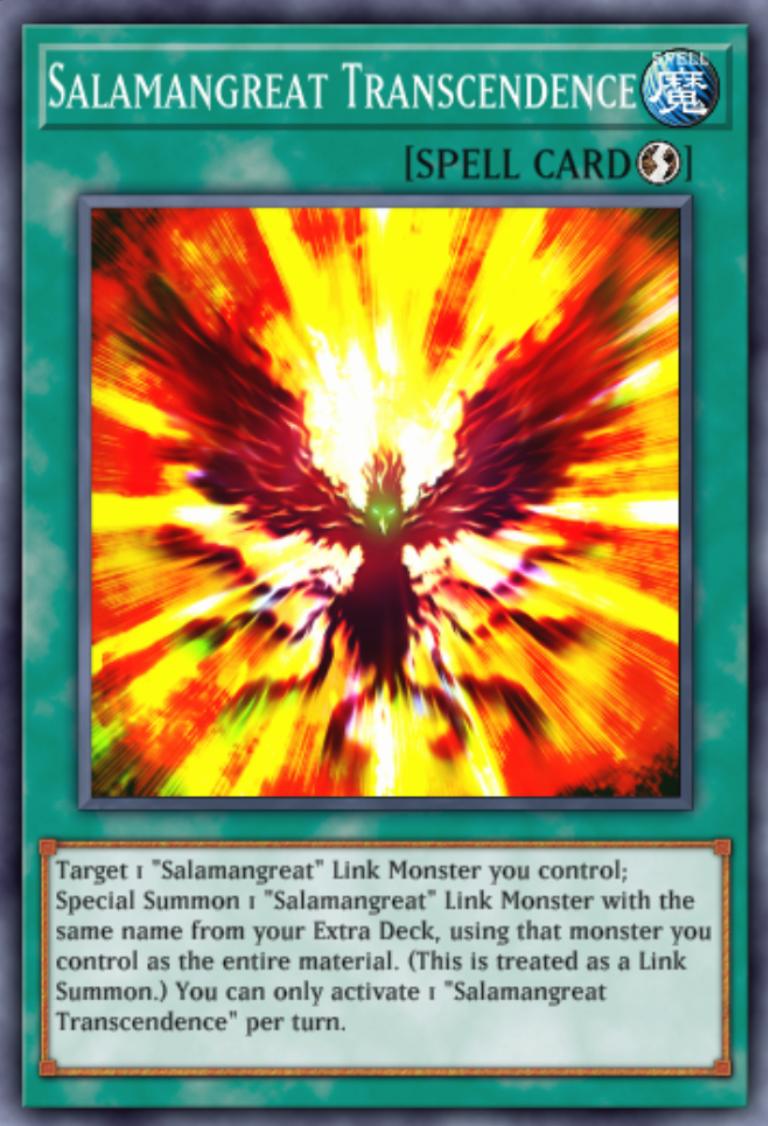 Salamangreat Transcendence
SPELL
魔
[SPELL CARD]
Target 1 "Salamangreat" Link Monster you control;
Special Summon 1 "Salamangreat" Link Monster with the
same name from your Extra Deck, using that monster you
control as the entire material. (This is treated as a Link
Summon.) You can only activate 1 "Salamangreat
Transcendence" per turn.